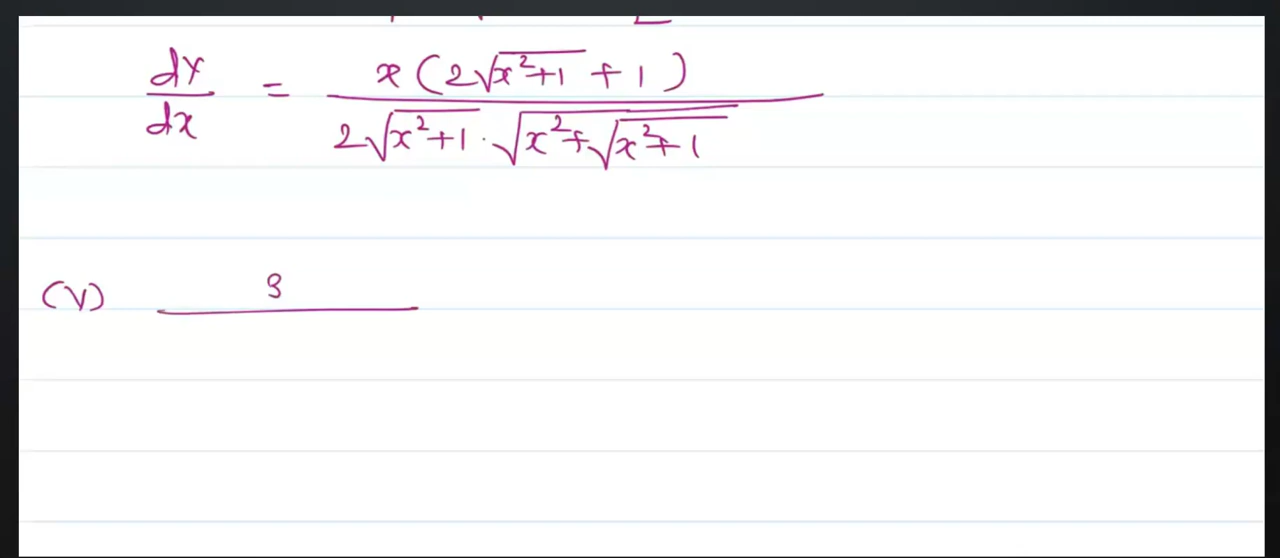 dy/dx = x(2√(x²+1) + 1) / (2√(x²+1) · √(x²+√(x²+1)))
(V) 3/